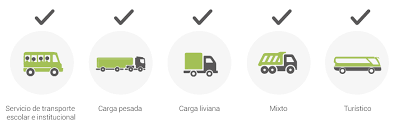 Servicio de transporte
escolar e institucional
Carga pesada
Carga liviana
Mixto
Turístico